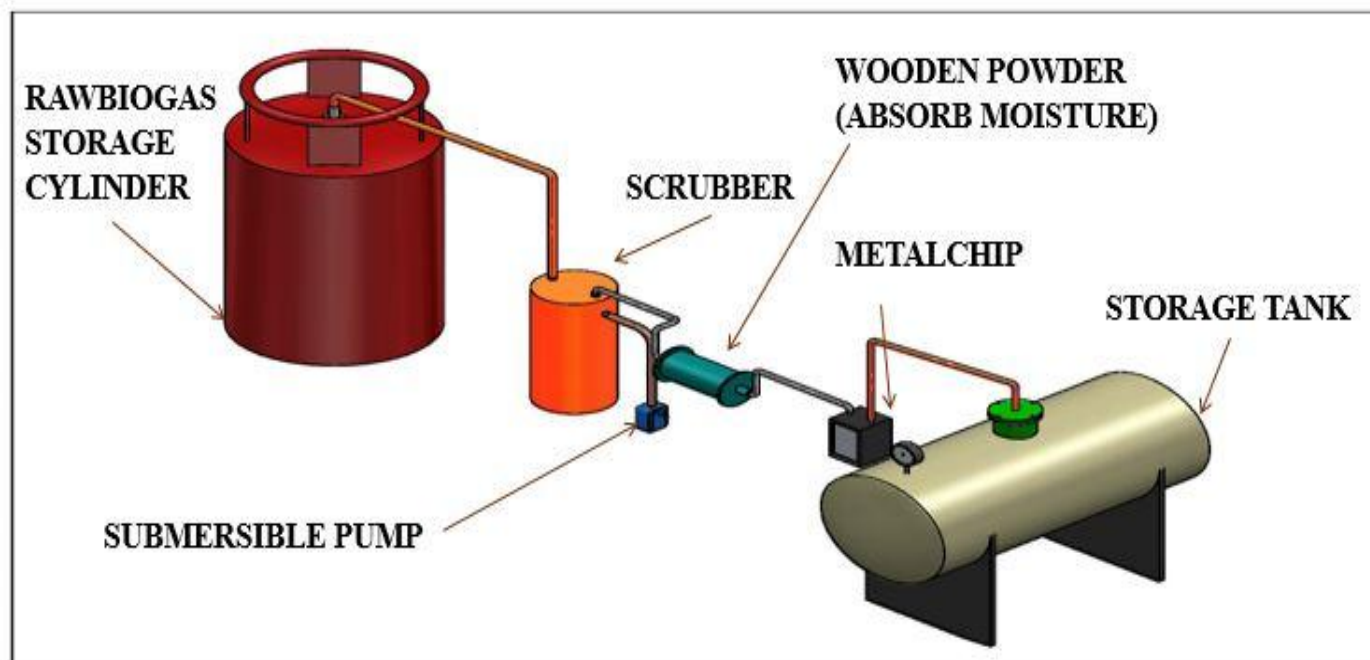 RAWBIOGAS
STORAGE
CYLINDER
WOODEN POWDER
(ABSORB MOISTURE)
SCRUBBER
METALCHIP
STORAGE TANK
SUBMERSIBLE PUMP